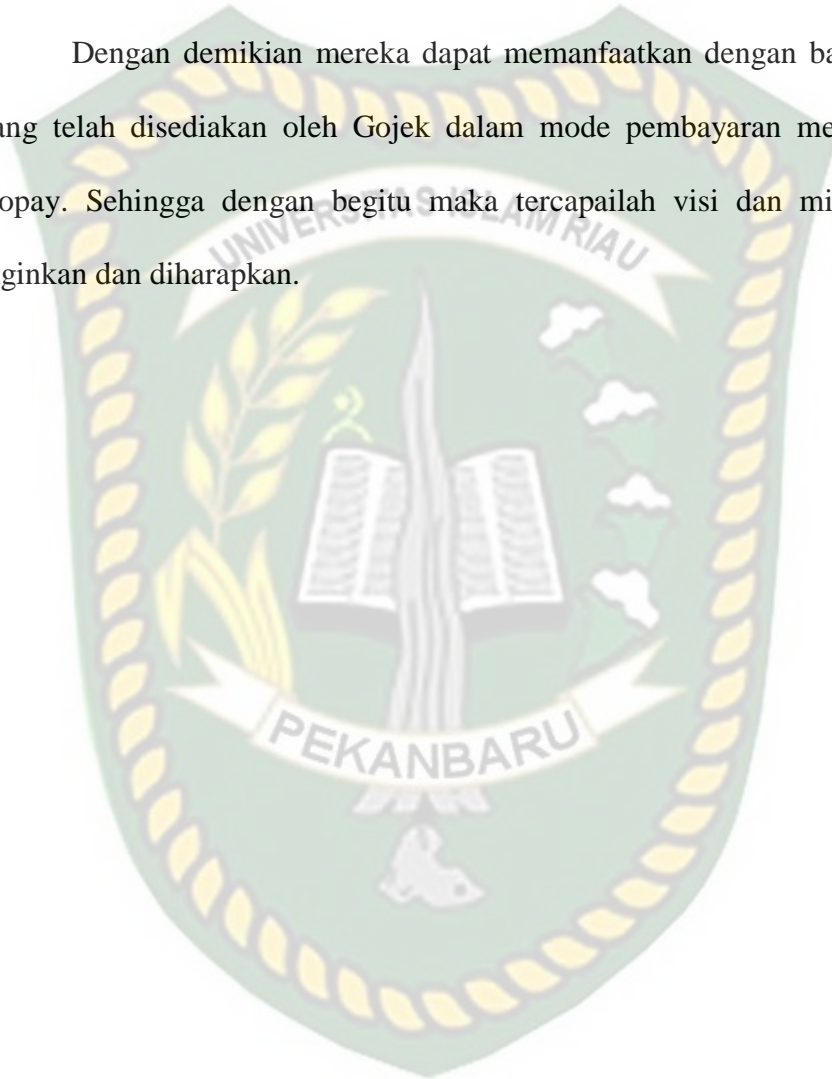 Dengan demikian mereka dapat memanfaatkan dengan ba
ang telah disediakan oleh Gojek dalam mode pembayaran me
opay. Sehingga dengan begitu maka tercapailah visi dan mi
ginkan dan diharapkan.
UNIVERSITAS ISLAM RIAU
PEKANBARU